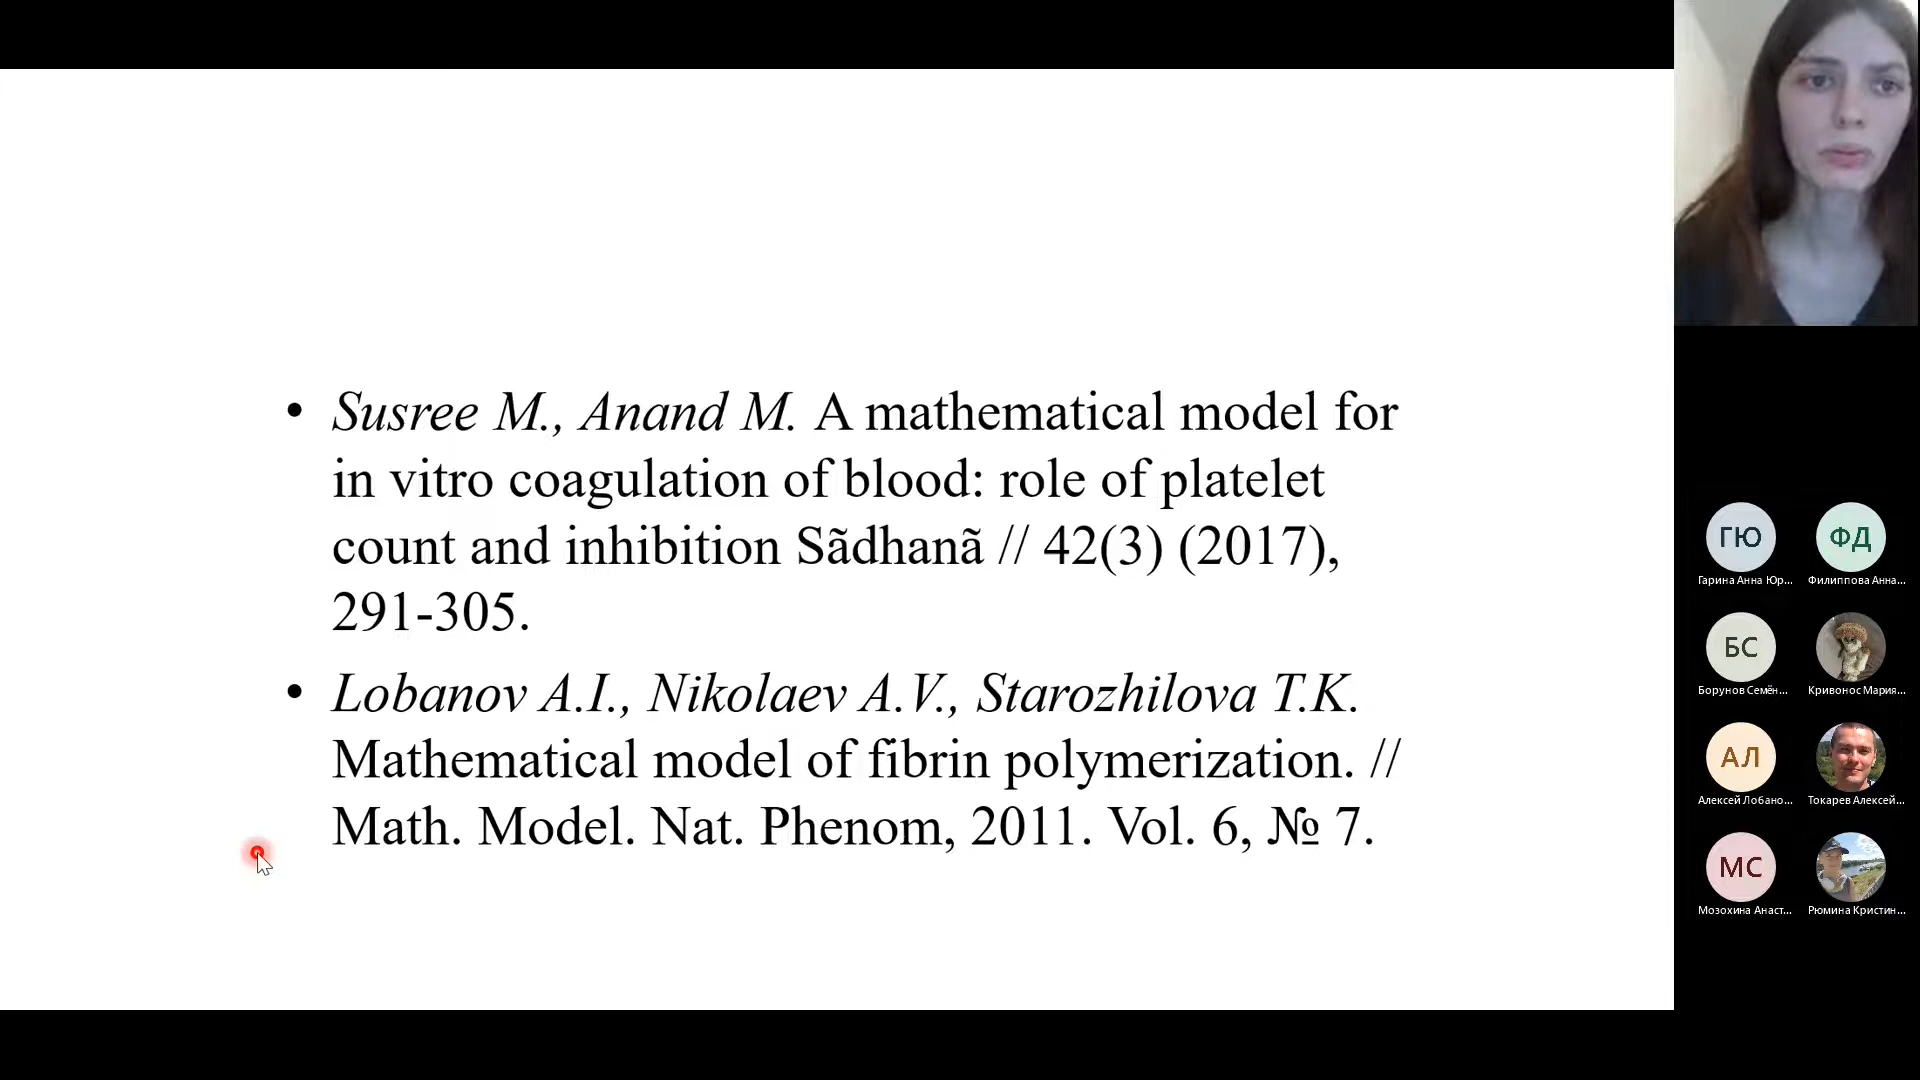 • Susree M., Anand M. A mathematical model for
in vitro coagulation of blood: role of platelet
count and inhibition Sãdhanã // 42(3) (2017),
291-305.
• Lobanov A.I., Nikolaev A.V., Starozhilova T.K.
Mathematical model of fibrin polymerization. //
Math. Model. Nat. Phenom, 2011. Vol. 6, № 7.
ГЮ
ФД
Гарина Анна Юр...
Филиппова Анна...
БС
Борунов Семён...
Кривонос Мария...
АЛ
Алексей Лобано...
Токарев Алексей...
МС
Мозохина Анаст...
Рюмина Кристин...